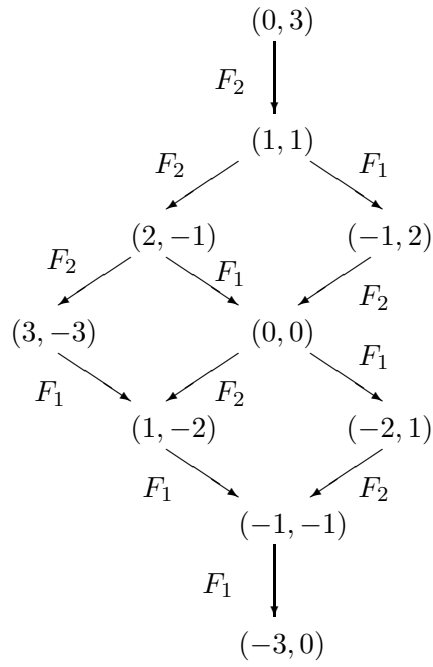 (0, 3)
F₂
(1, 1)
F₂ F₁
(2, −1) (−1, 2)
F₂ F₁ F₂
(3, −3) (0, 0)
F₁ F₂ F₁
(1, −2) (−2, 1)
F₁ F₂
(−1, −1)
F₁
(−3, 0)